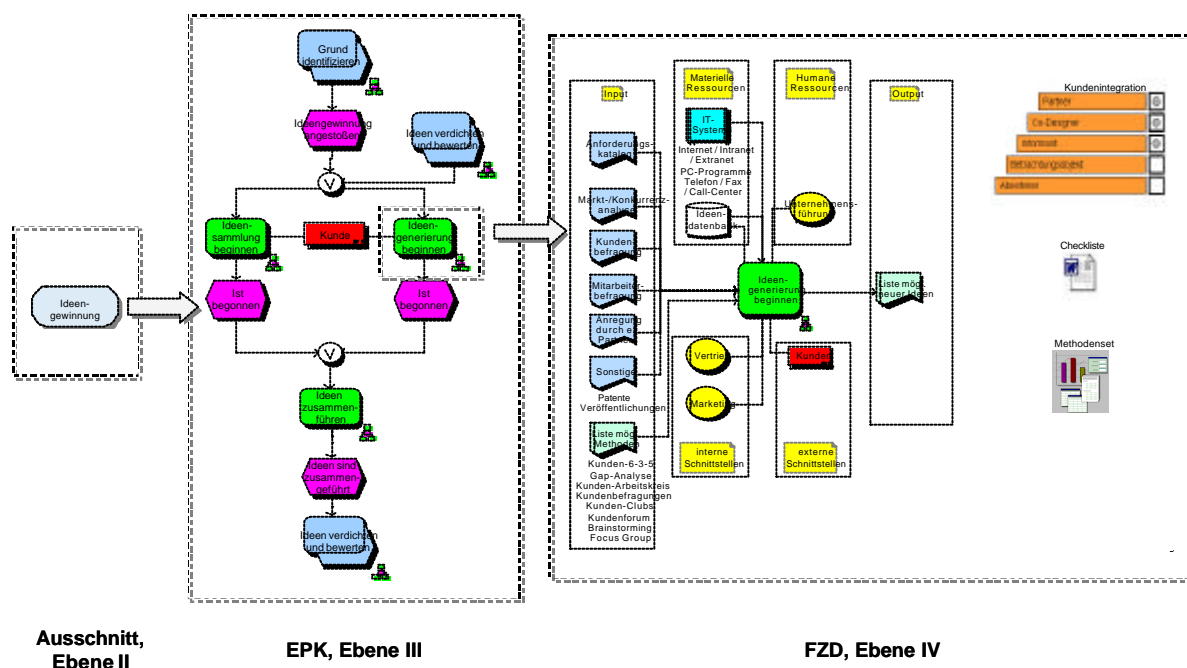 Ideen-
gewinnung
Ausschnitt,
Ebene II
Grund
identifizieren
Ideengewinnung
angestoßen
Ideen verdichten
und bewerten
V
Ideen-
sammlung
beginnen
Kunde
Ideen-
generierung
beginnen
Ist
begonnen
Ist
begonnen
V
Ideen
zusammen-
führen
Ideen sind
zusammen-
geführt
Ideen verdichten
und bewerten
EPK, Ebene III
Input
Anforderungs-
katalog
Markt-/Konkurrenz-
analyse
Kunden-
befragung
Mitarbeiter-
befragung
Anregung
durch e
Partner
Sonstige
Patente
Veröffentlichungen
Liste mög
Methoden
Kunden-6-3-5
Gap-Analyse
Kunden-Arbeitskreis
Kundenbefragungen
Kunden-Clubs
Kundenforum
Brainstorming
Focus Group
Materielle
Ressourcen
IT-
System
Internet / Intranet
/ Extranet
PC-Programme
Telefon / Fax
/ Call-Center
Ideen-
datenbank
Humane
Ressourcen
Unternehmens-
führung
Ideen-
generierung
beginnen
Vertrie
Marketing
interne
Schnittstellen
Kunde
externe
Schnittstellen
Output
Liste mögl
neuer Ideen
Kundenintegration
Partner
Co-Designer
Informant
Abnehmer
Checkliste
Methodenset
FZD, Ebene IV